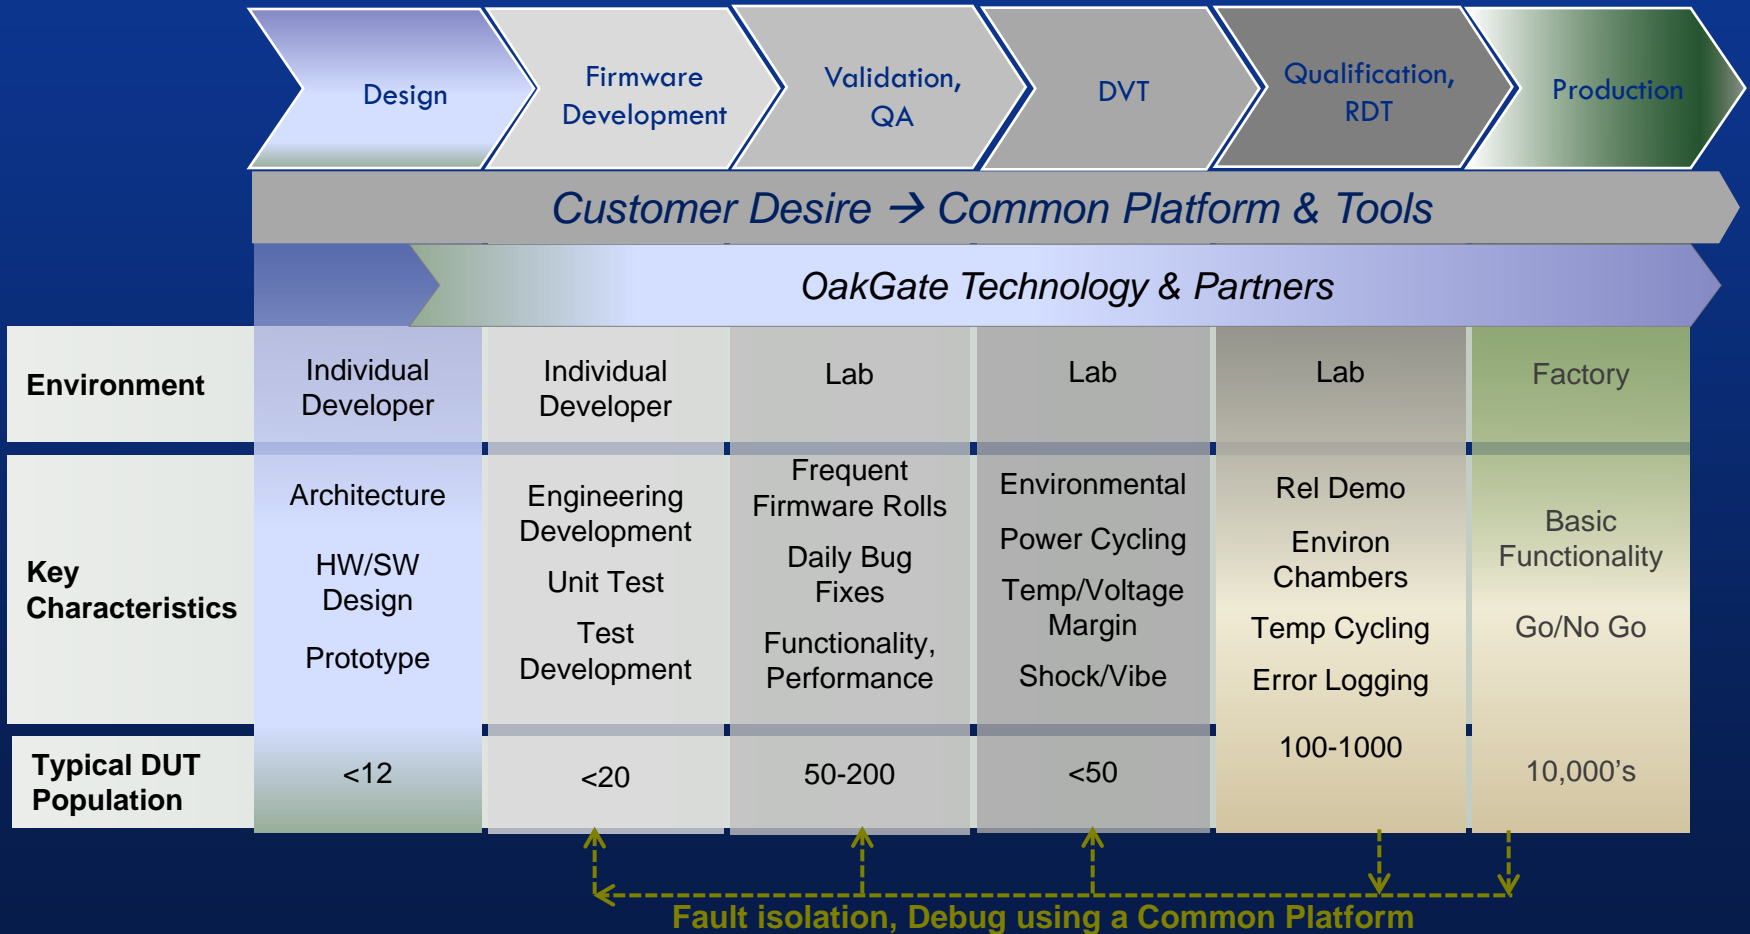 Design
Firmware
Development
Validation,
QA
DVT
Qualification,
RDT
Production
Customer Desire → Common Platform & Tools
OakGate Technology & Partners
Environment
Individual
Developer
Individual
Developer
Lab
Lab
Lab
Factory
Key
Characteristics
Architecture
HW/SW
Design
Prototype
Engineering
Development
Unit Test
Test
Development
Frequent
Firmware Rolls
Daily Bug
Fixes
Functionality,
Performance
Environmental
Power Cycling
Temp/Voltage
Margin
Shock/Vibe
Rel Demo
Environ
Chambers
Temp Cycling
Error Logging
Basic
Functionality
Go/No Go
Typical DUT
Population
<12
<20
50-200
<50
100-1000
10,000’s
Fault isolation, Debug using a Common Platform